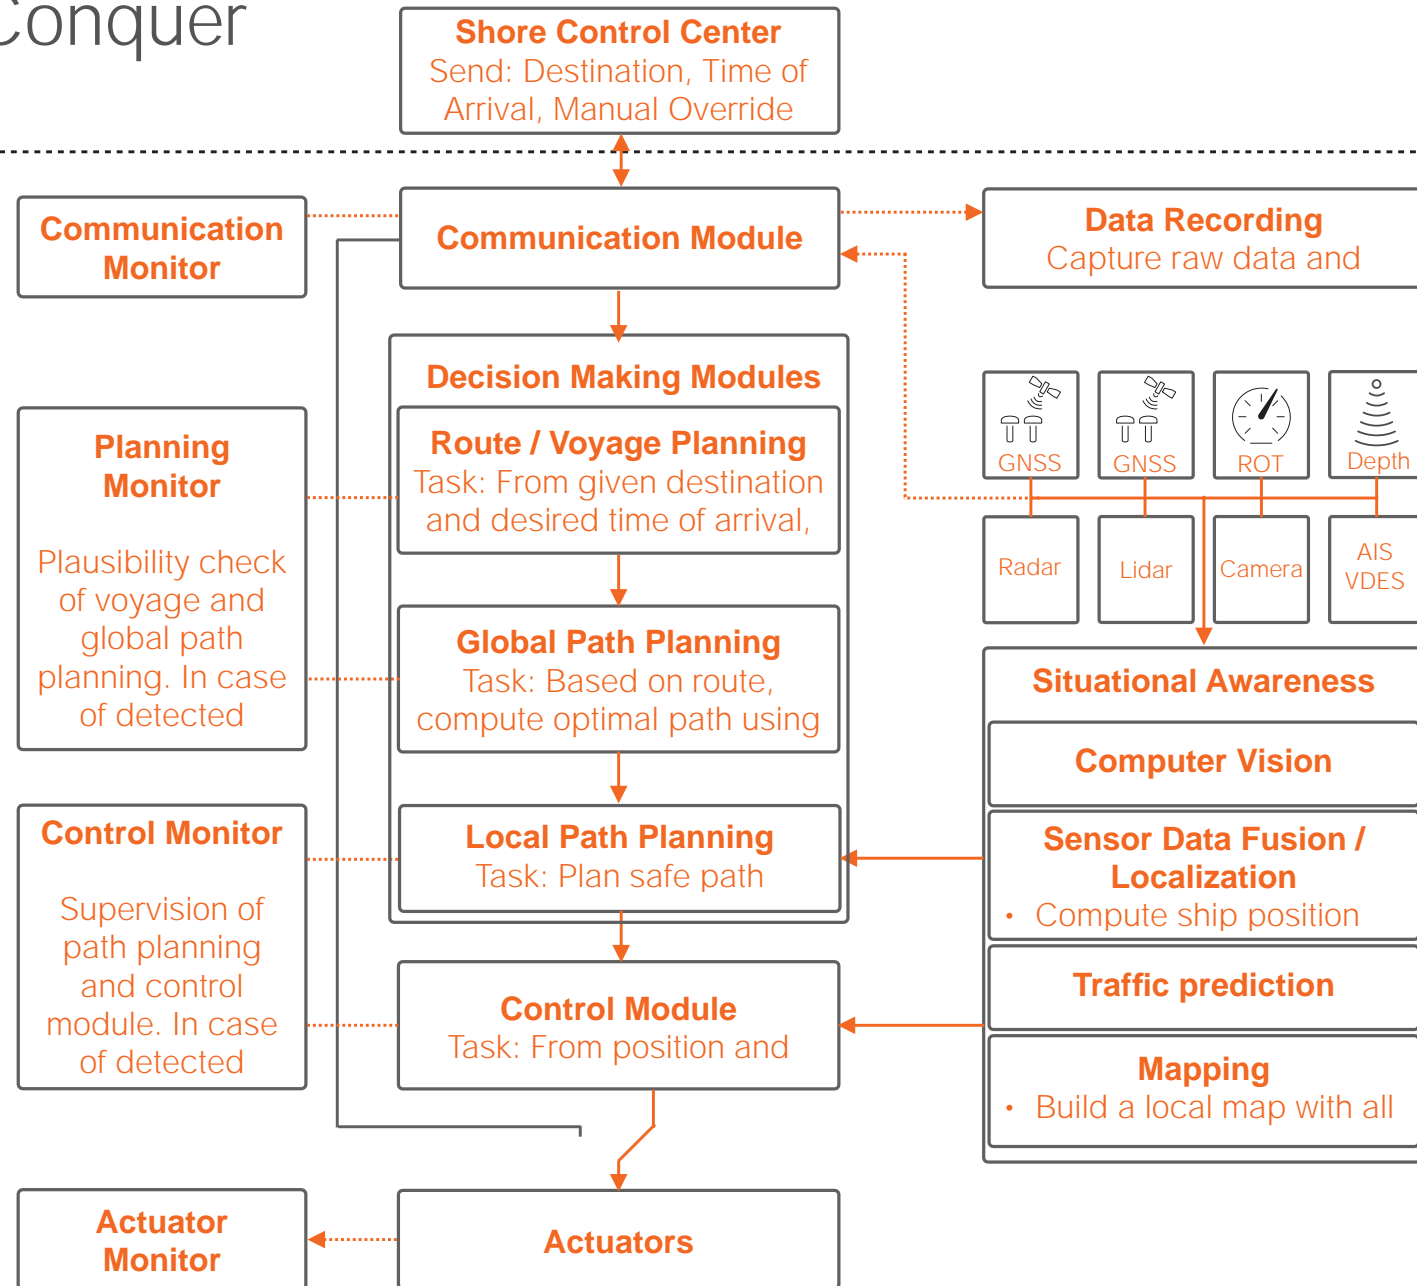 Conquer
Shore Control Center
Send: Destination, Time of
Arrival, Manual Override
Communication
Monitor
Communication Module
Data Recording
Capture raw data and
Decision Making Modules
Planning
Monitor
Plausibility check
of voyage and
global path
planning. In case
of detected
Route / Voyage Planning
Task: From given destination
and desired time of arrival,
GNSS
GNSS
ROT
Depth
Radar
Lidar
Camera
AIS
VDES
Global Path Planning
Task: Based on route,
compute optimal path using
Situational Awareness
Computer Vision
Control Monitor
Supervision of
path planning
and control
module. In case
of detected
Local Path Planning
Task: Plan safe path
Sensor Data Fusion /
Localization
• Compute ship position
Traffic prediction
Control Module
Task: From position and
Mapping
• Build a local map with all
Actuator
Monitor
Actuators